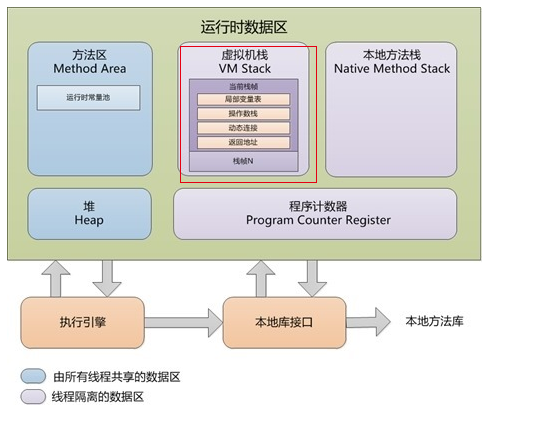 运行时数据区
方法区
Method Area
运行时常量池
虚拟机栈
VM Stack
当前栈帧
局部变量表
操作数栈
动态连接
返回地址
栈帧N
本地方法栈
Native Method Stack
堆
Heap
程序计数器
Program Counter Register
执行引擎
本地库接口
本地方法库
由所有线程共享的数据区
线程隔离的数据区